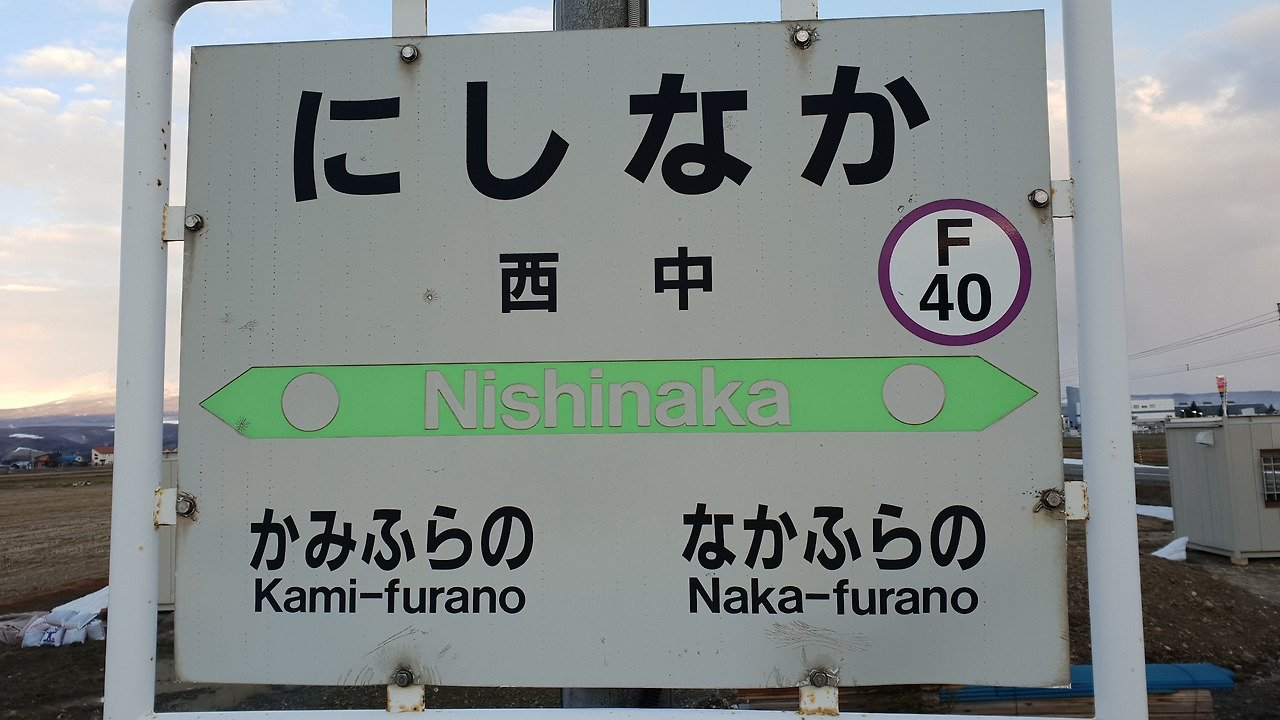 にしなか
西中
F
40
Nishinaka
かみふらの なかふらの
Kami-furano Naka-furano